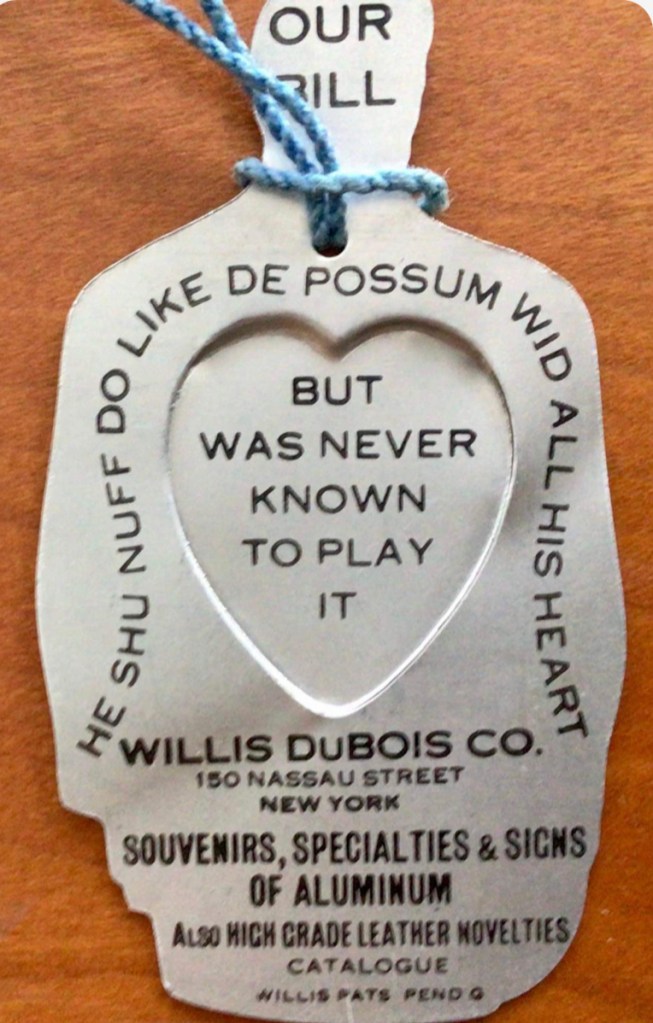 OUR
BILL
HE SHU NUFF DO LIKE DE POSSUM WID ALL HIS HEART
BUT
WAS NEVER
KNOWN
TO PLAY
IT
WILLIS DUBOIS CO.
150 NASSAU STREET
NEW YORK
SOUVENIRS, SPECIALTIES & SIGNS
OF ALUMINUM
ALSO HIGH GRADE LEATHER NOVELTIES
CATALOGUE
WILLIS PATS PEND'G